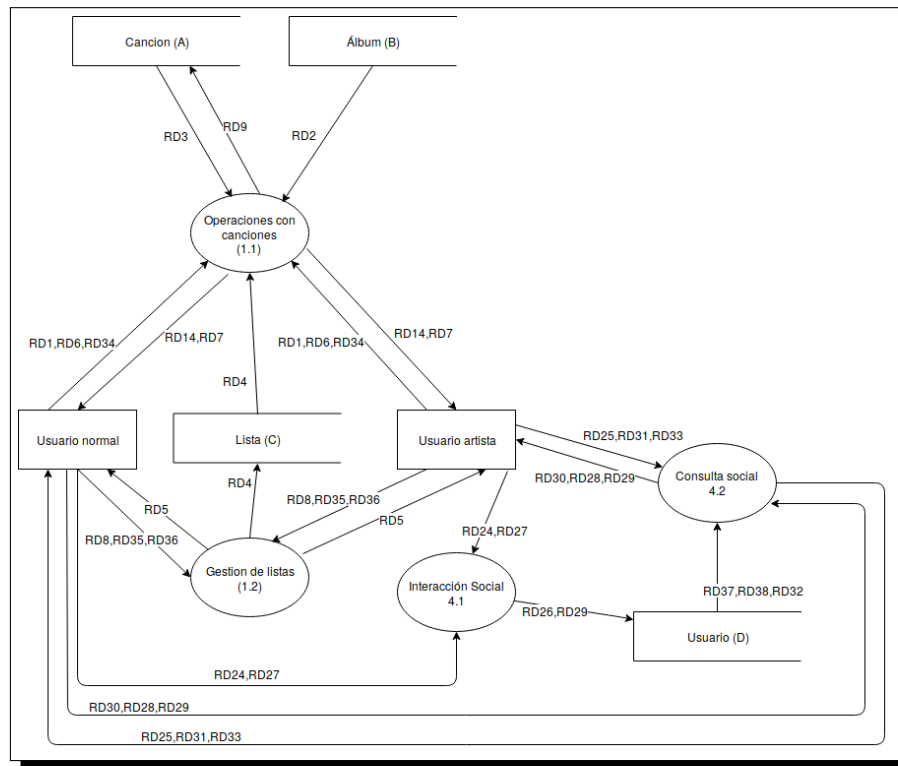 Cancion (A)
Álbum (B)
RD3
RD9
RD2
Operaciones con
canciones
(1.1)
RD1,RD6,RD34
RD14,RD7
RD1,RD6,RD34
RD14,RD7
RD4
Usuario normal
Lista (C)
Usuario artista
RD25,RD31,RD33
RD30,RD28,RD29
Consulta social
4.2
RD4
RD8,RD35,RD36
RD5
RD5
RD8,RD35,RD36
RD24,RD27
Gestion de listas
(1.2)
Interacción Social
4.1
RD37,RD38,RD32
RD26,RD29
Usuario (D)
RD24,RD27
RD30,RD28,RD29
RD25,RD31,RD33